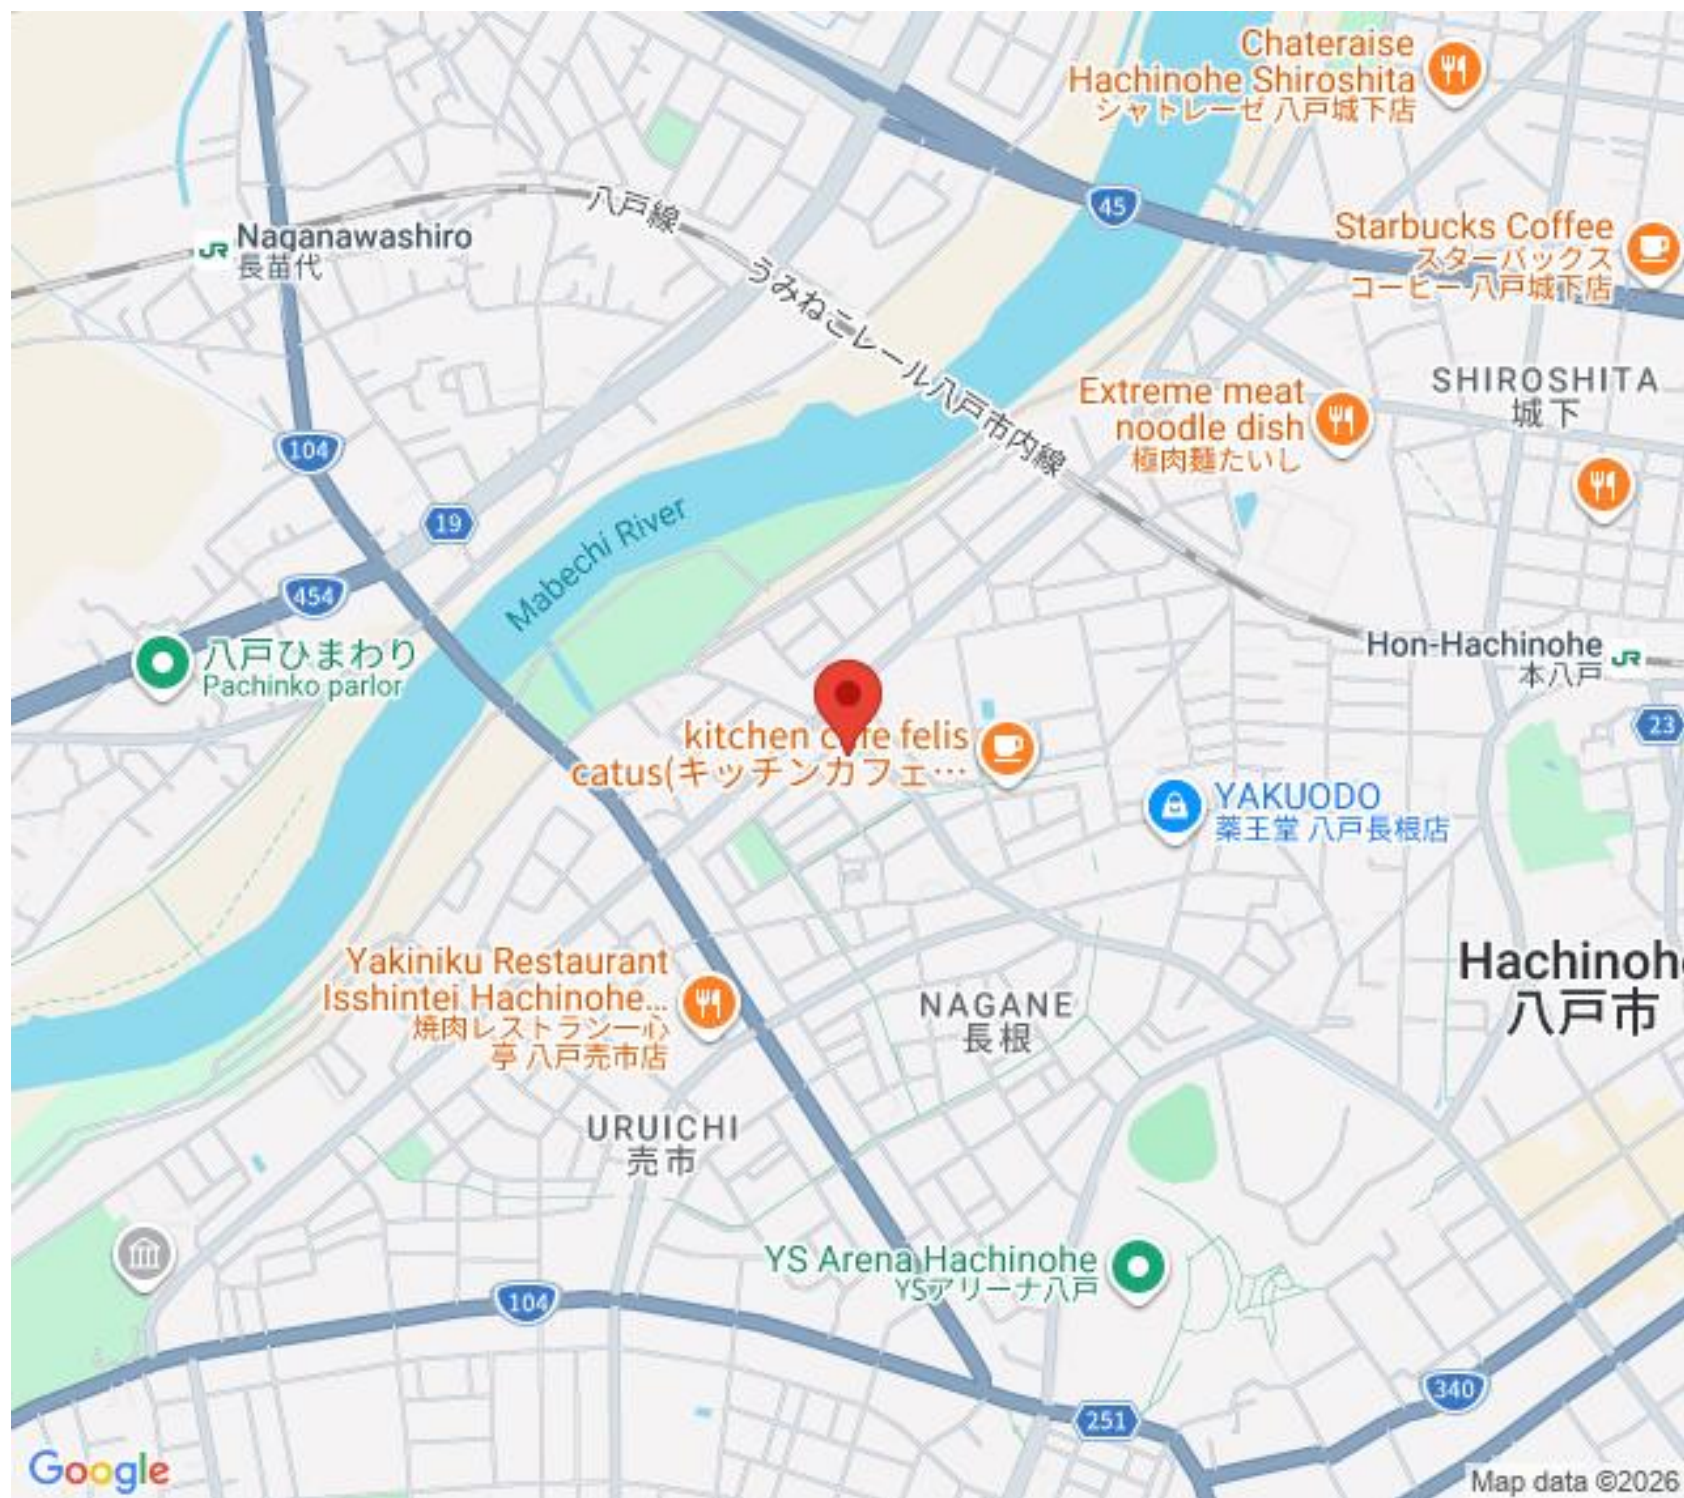 Chateraise
Hachinohe Shiroshita
シャトレーゼ 八戸城下店
45
八戸線
Naganawashiro
長苗代
Starbucks Coffee
スターバックス
コーヒー 八戸城下店
うみねこレール八戸市内線
SHIROSHITA
城下
Extreme meat
noodle dish
極肉麺たいし
104
19
Mabechi River
454
八戸ひまわり
Pachinko parlor
Hon-Hachinohe
本八戸
JR
JR
23
kitchen cafe felis
catus(キッチンカフェ…
YAKUODO
薬王堂 八戸長根店
Yakiniku Restaurant
Isshintei Hachinohe...
焼肉レストラン一心
亭 八戸売市店
NAGANE
長根
Hachinohe
八戸市
URUICHI
売市
YS Arena Hachinohe
YSアリーナ八戸
104
340
251
Google
Map data ©2026